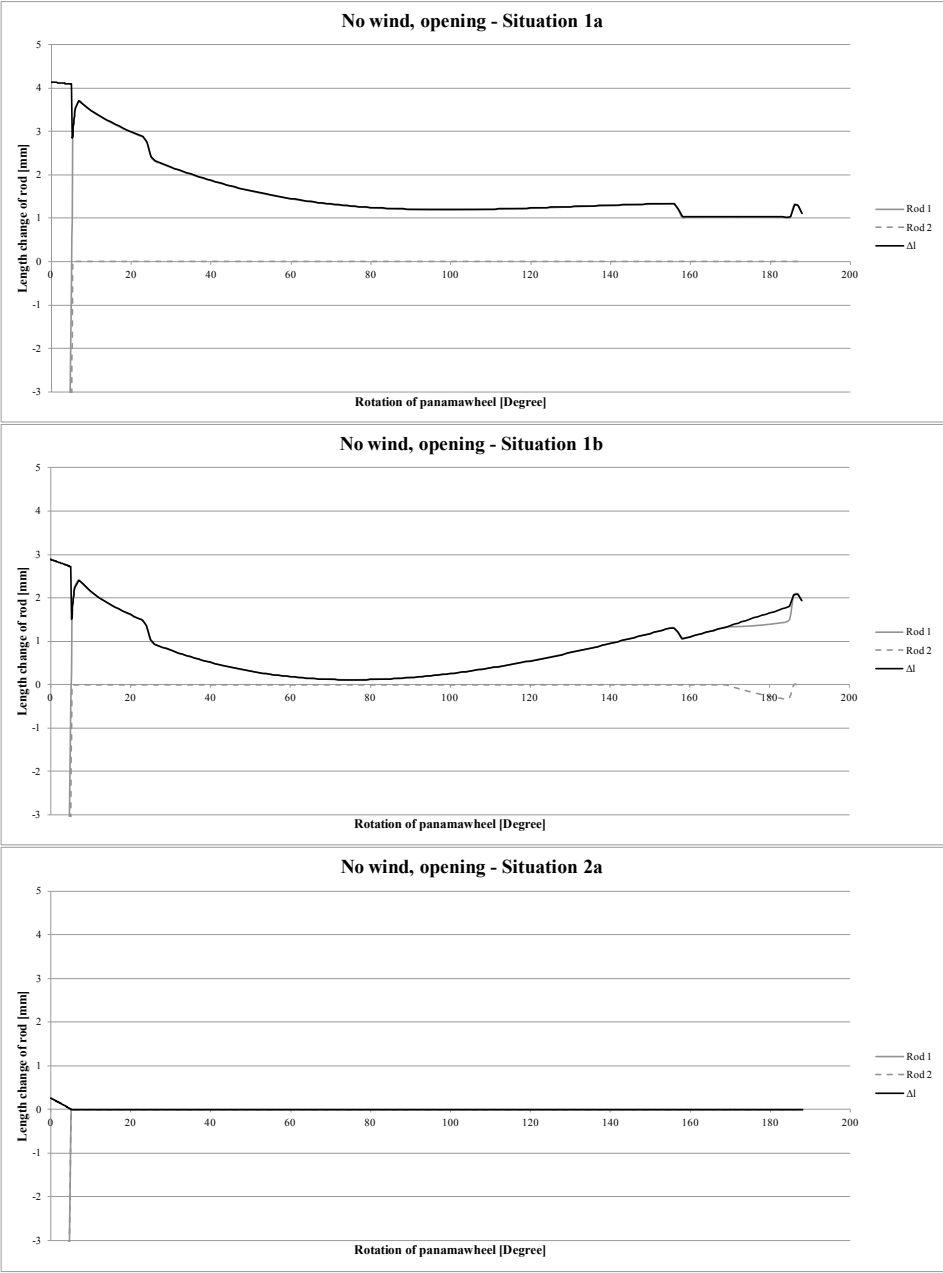 No wind, opening - Situation 1a
Length change of rod [mm]
5
4
3
2
1
0
-1
-2
-3
0 20 40 60 80 100 120 140 160 180 200
Rotation of panamawheel [Degree]
Rod 1
Rod 2
Δl
No wind, opening - Situation 1b
Length change of rod [mm]
5
4
3
2
1
0
-1
-2
-3
0 20 40 60 80 100 120 140 160 180 200
Rotation of panamawheel [Degree]
Rod 1
Rod 2
Δl
No wind, opening - Situation 2a
Length change of rod [mm]
5
4
3
2
1
0
-1
-2
-3
0 20 40 60 80 100 120 140 160 180 200
Rotation of panamawheel [Degree]
Rod 1
Rod 2
Δl